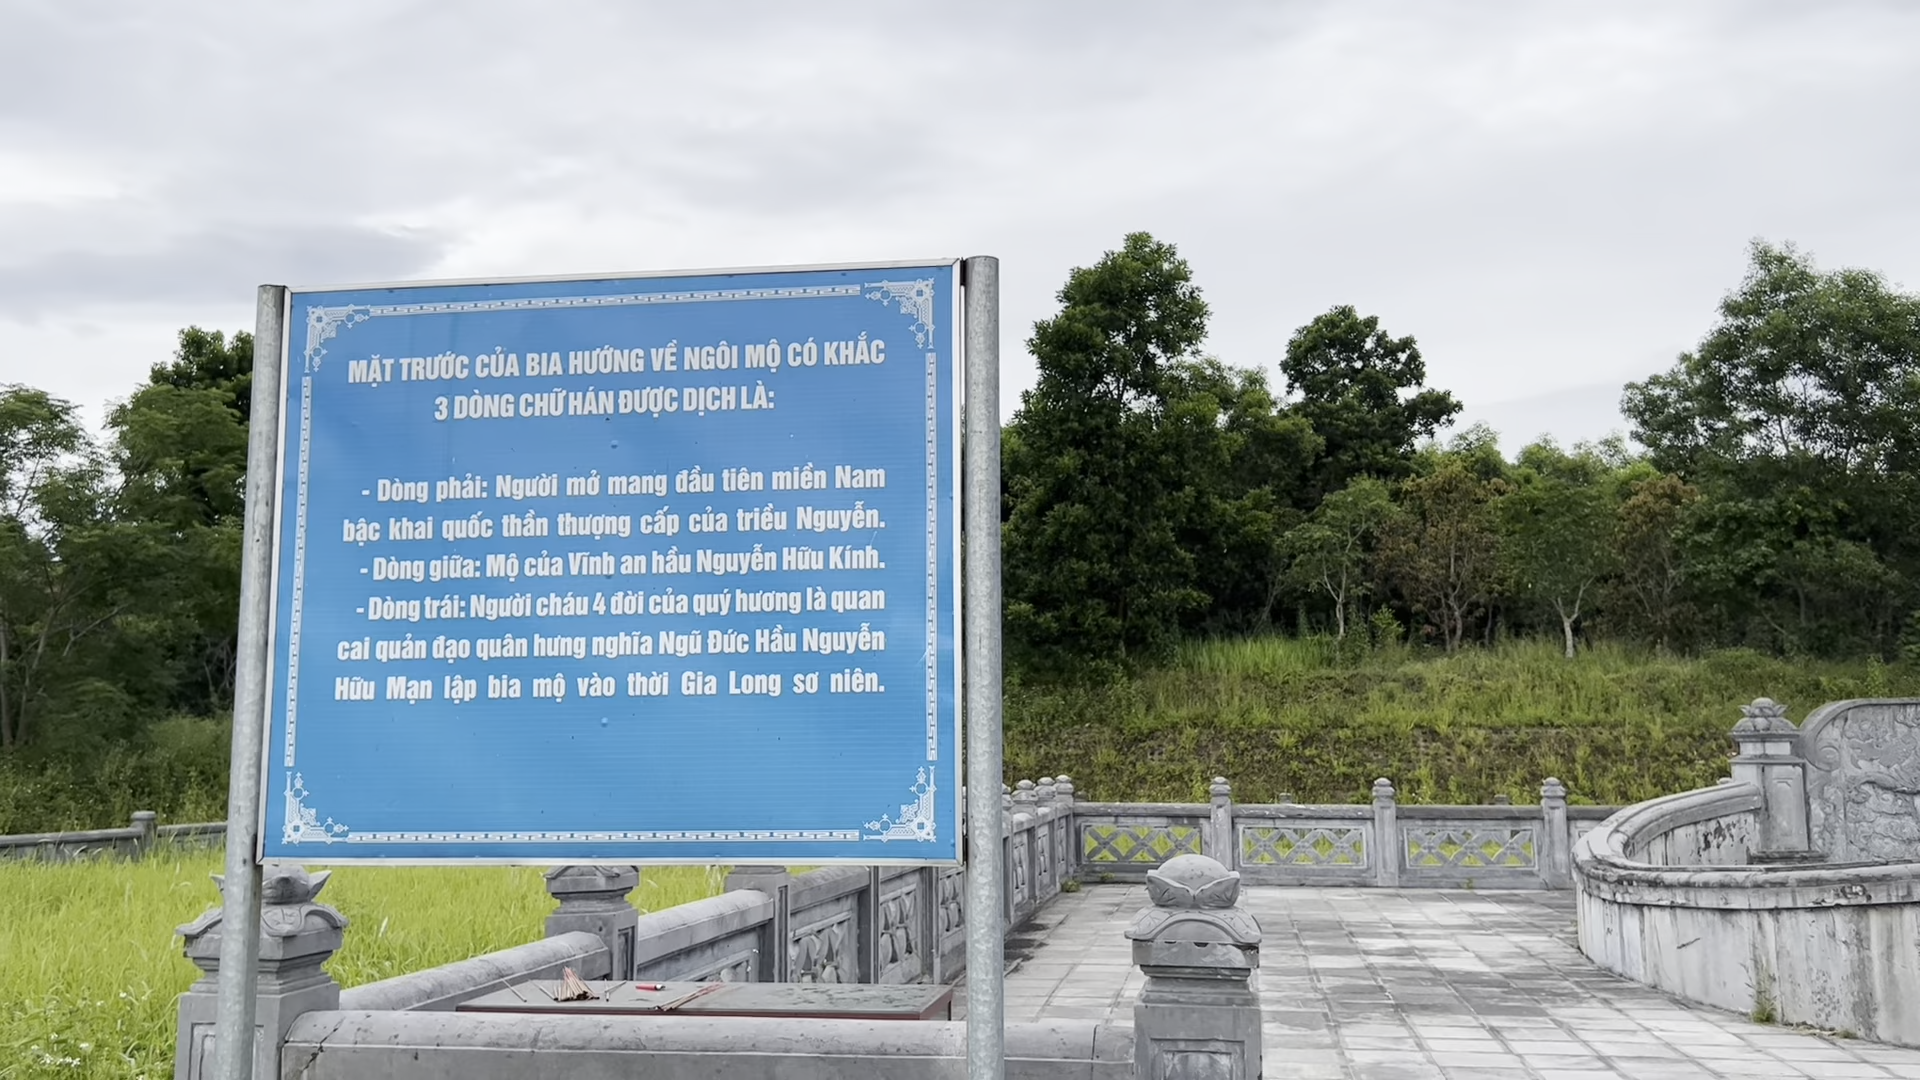 MẶT TRƯỚC CỦA BIA HƯỚNG VỀ NGÔI MỘ CÓ KHẮC
3 DÒNG CHỮ HÁN ĐƯỢC DỊCH LÀ:
- Dòng phải: Người mở mang đầu tiên miền Nam
bậc khai quốc thần thượng cấp của triều Nguyễn.
- Dòng giữa: Mộ của Vĩnh an hầu Nguyễn Hữu Kính.
- Dòng trái: Người cháu 4 đời của quý hương là quan
cai quản đạo quân hưng nghĩa Ngũ Đức Hầu Nguyễn
Hữu Mạn lập bia mộ vào thời Gia Long sơ niên.